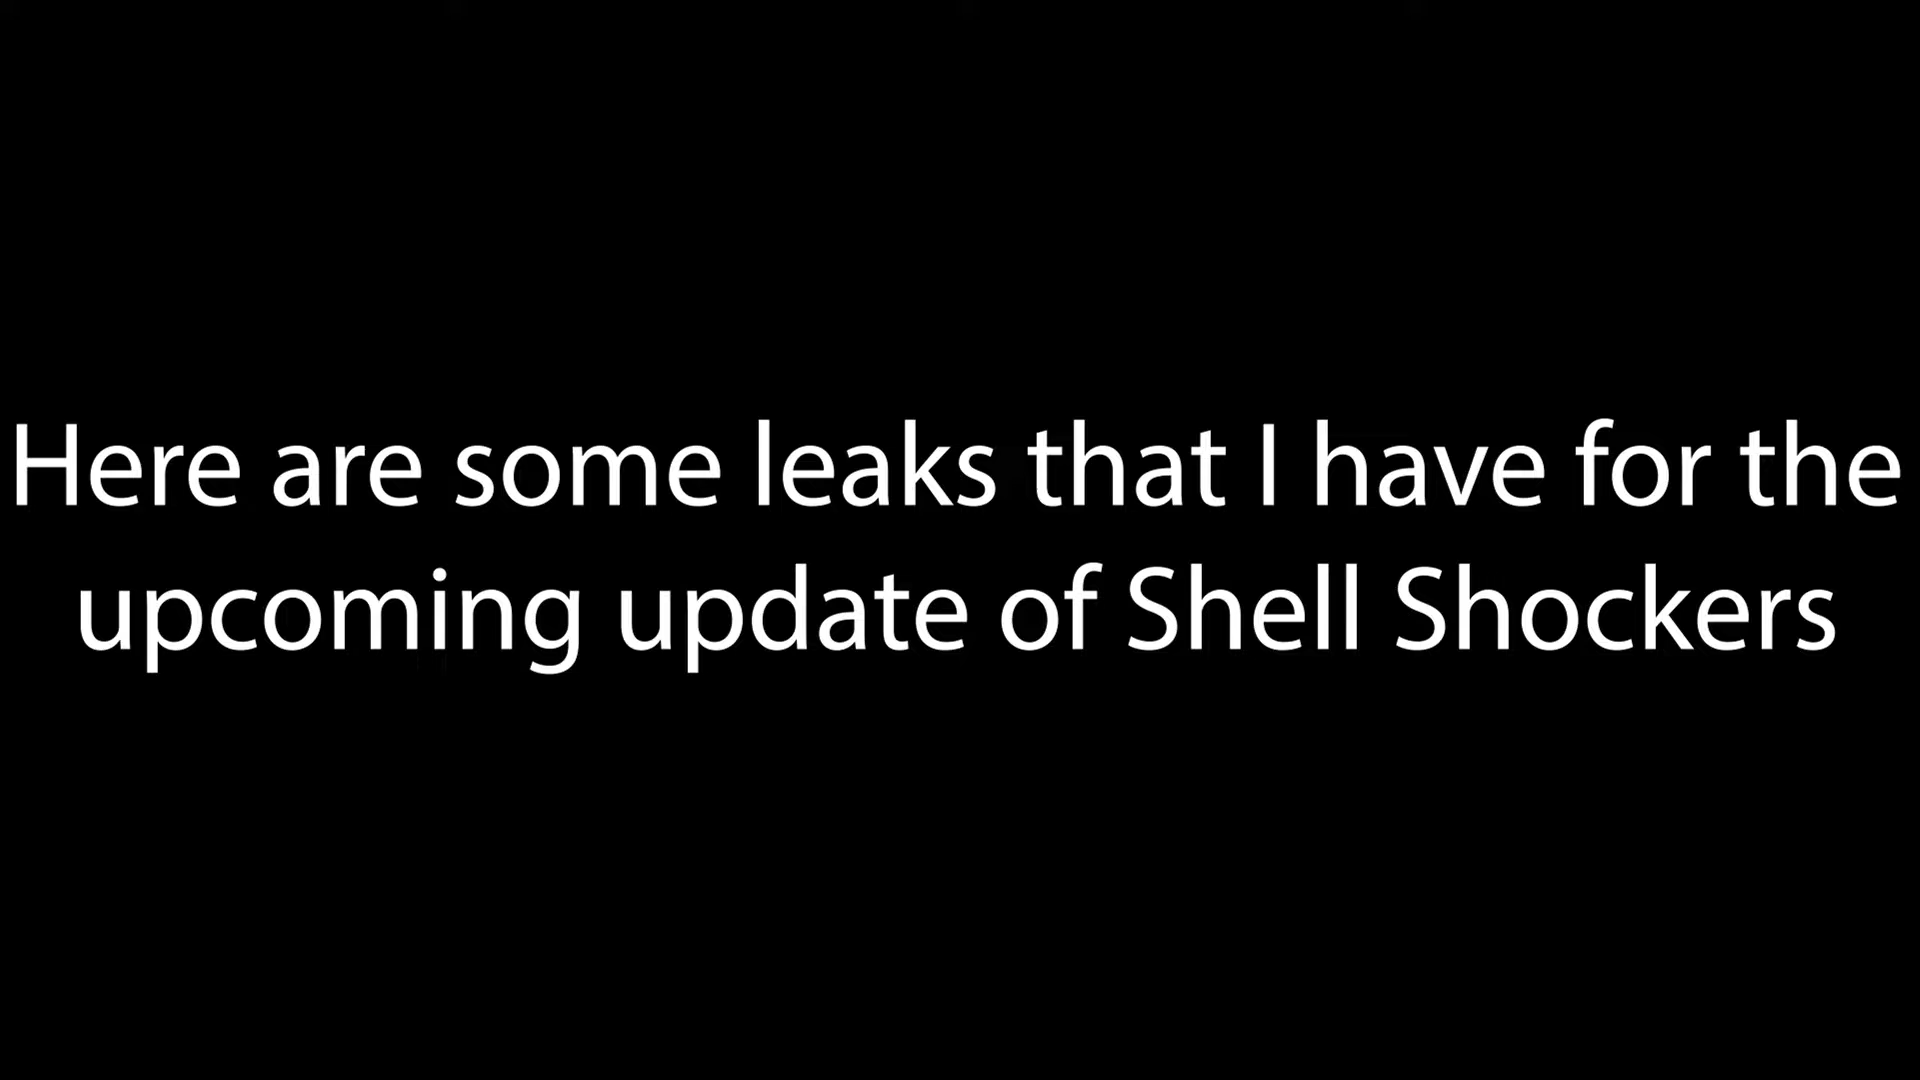 Here are some leaks that I have for the
upcoming update of Shell Shockers